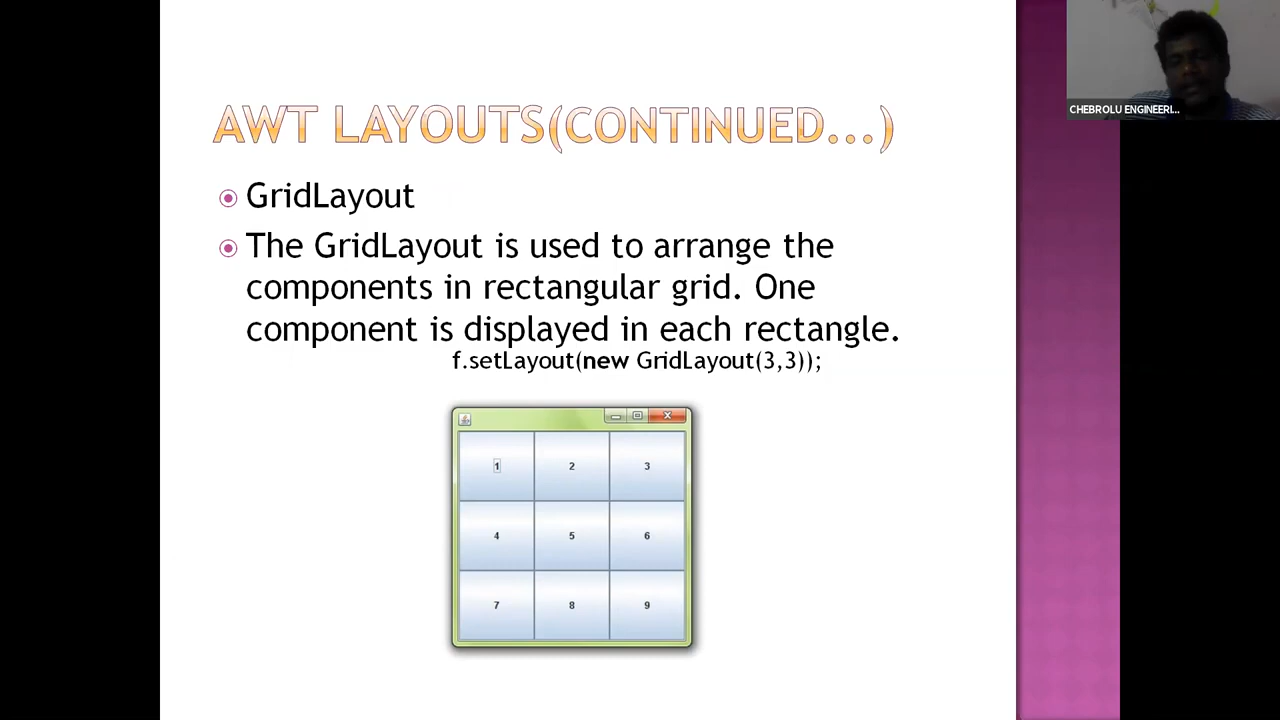 CHEBROLU ENGINEERI...
AWT LAYOUTS(CONTINUED...)
GridLayout
The GridLayout is used to arrange the
components in rectangular grid. One
component is displayed in each rectangle.
f.setLayout(new GridLayout(3,3));
1 2 3
4 5 6
7 8 9